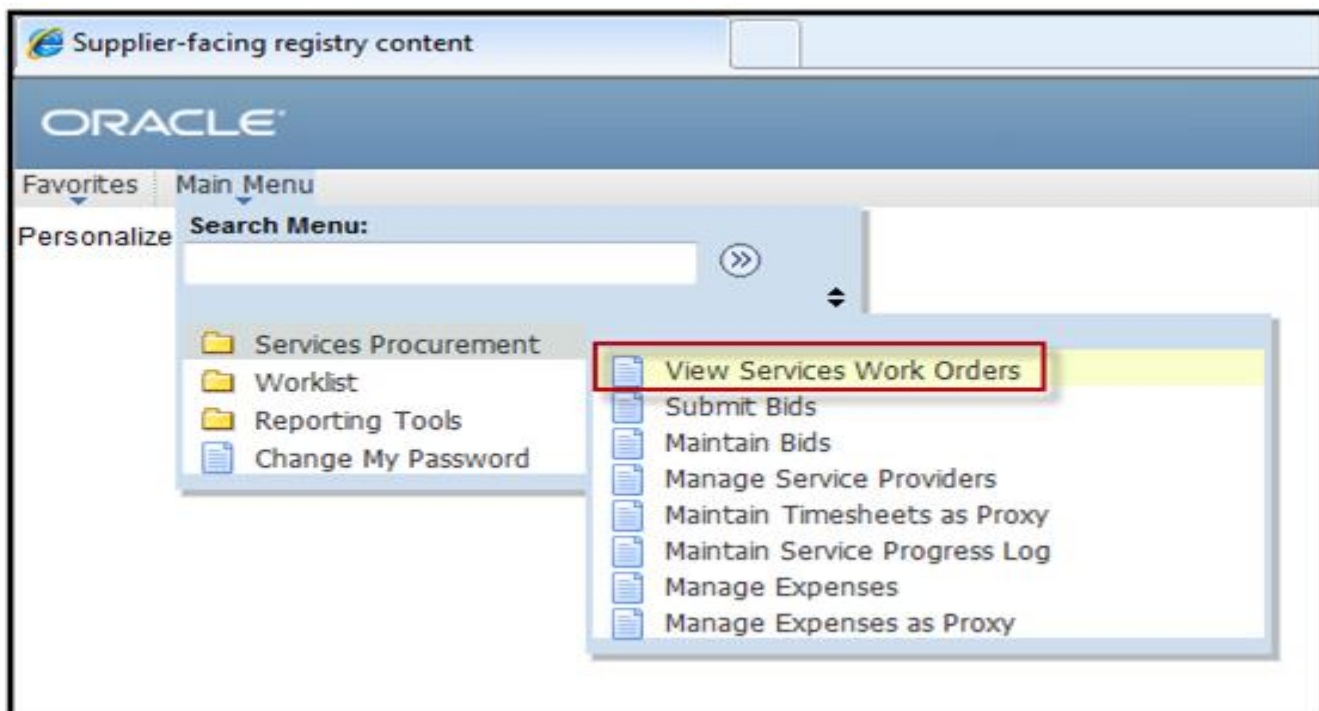 Supplier-facing registry content
ORACLE
Favorites Main Menu
Personalize Search Menu:
Services Procurement
Worklist
Reporting Tools
Change My Password
View Services Work Orders
Submit Bids
Maintain Bids
Manage Service Providers
Maintain Timesheets as Proxy
Maintain Service Progress Log
Manage Expenses
Manage Expenses as Proxy